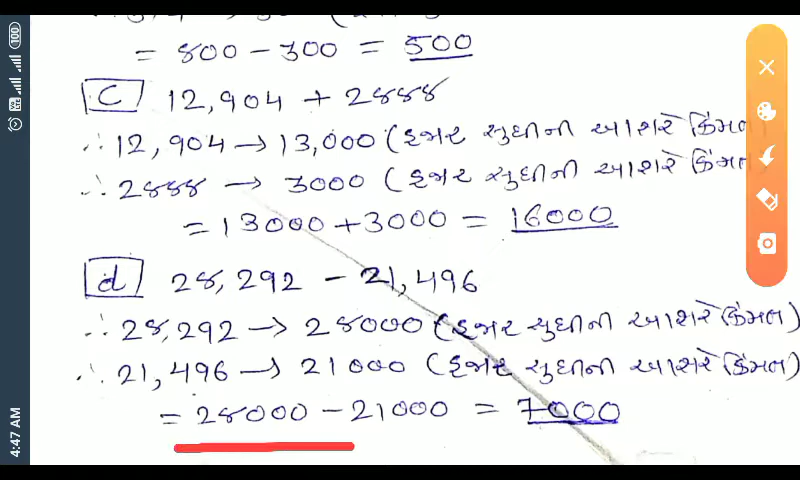 = 800 - 300 = 500
C 12,904 + 2888
∴ 12,904 → 13,000 (હજાર સુધીની આશરે કિંમત)
∴ 2888 → 3000 (હજાર સુધીની આશરે કિંમત)
= 13000 + 3000 = 16000
d 28,292 - 21,496
∴ 28,292 → 28000 (હજાર સુધીની આશરે કિંમત)
∴ 21,496 → 21000 (હજાર સુધીની આશરે કિંમત)
= 28000 - 21000 = 7000
4:47 AM
100